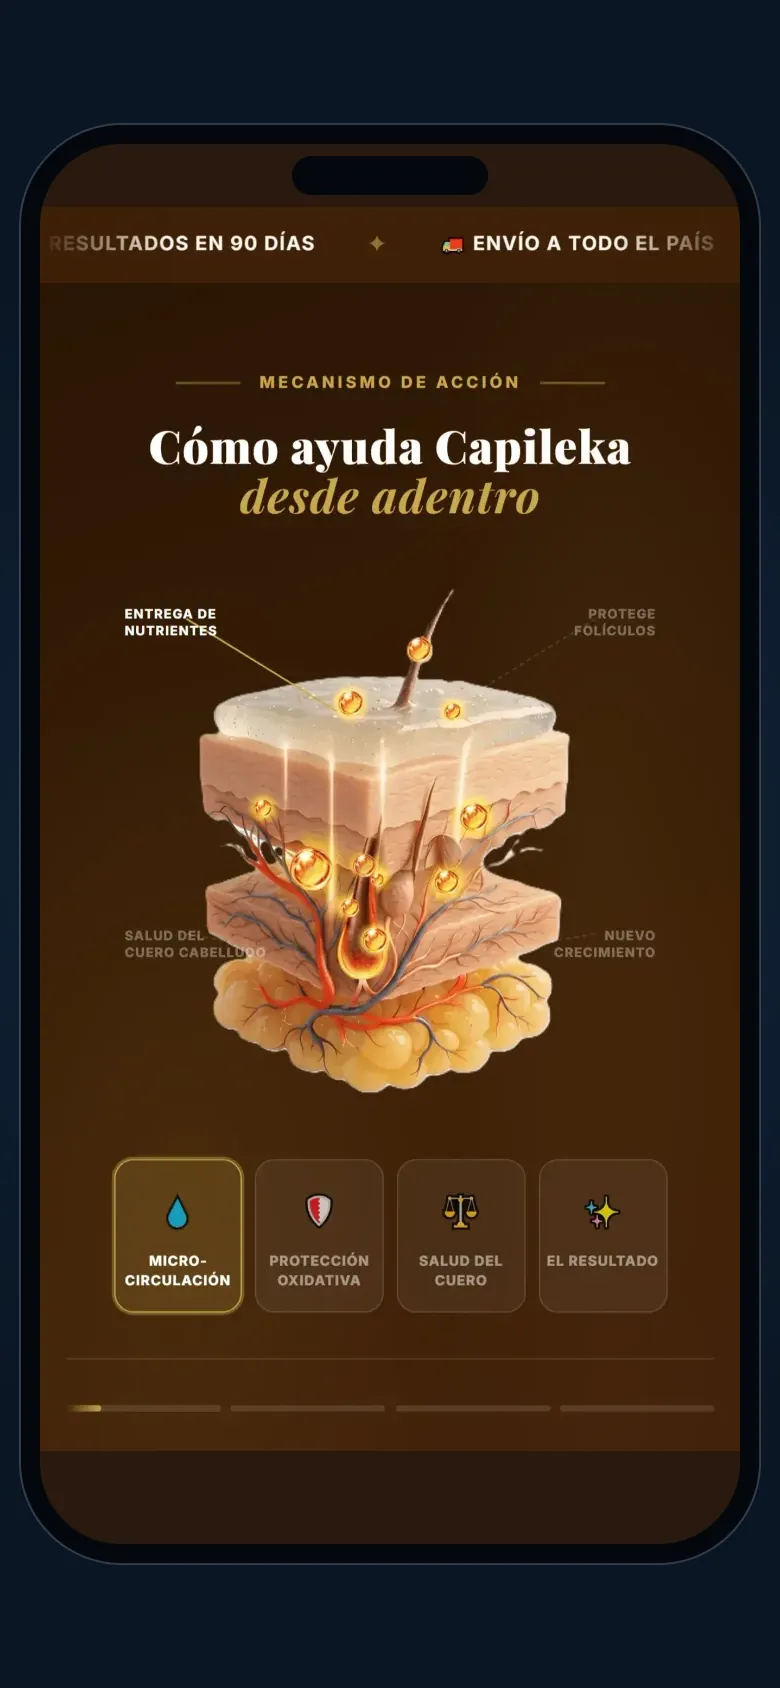 RESULTADOS EN 90 DÍAS ✦ 🚚 ENVÍO A TODO EL PAÍS
MECANISMO DE ACCIÓN
Cómo ayuda Capileka
desde adentro
ENTREGA DE
NUTRIENTES
PROTEGE
FOLÍCULOS
SALUD DEL
CUERO CABELLUDO
NUEVO
CRECIMIENTO
MICRO-
CIRCULACIÓN
PROTECCIÓN
OXIDATIVA
SALUD DEL
CUERO
EL RESULTADO